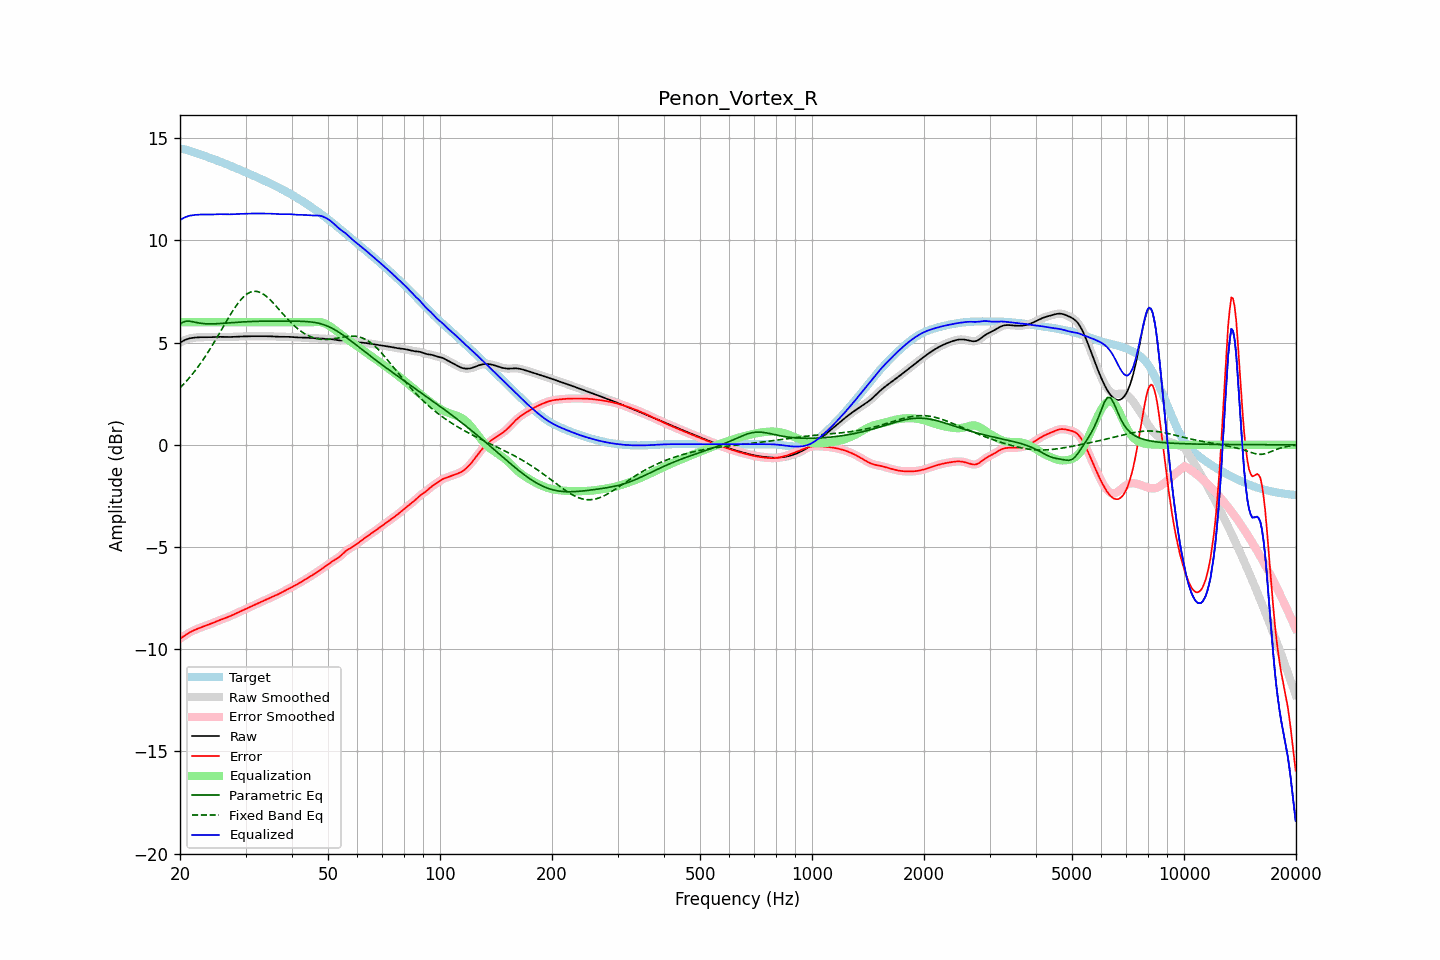 Penon_Vortex_R
15
10
5
0
−5
−10
−15
−20
Amplitude (dBr)
Target
Raw Smoothed
Error Smoothed
Raw
Error
Equalization
Parametric Eq
Fixed Band Eq
Equalized
20 50 100 200 500 1000 2000 5000 10000 20000
Frequency (Hz)